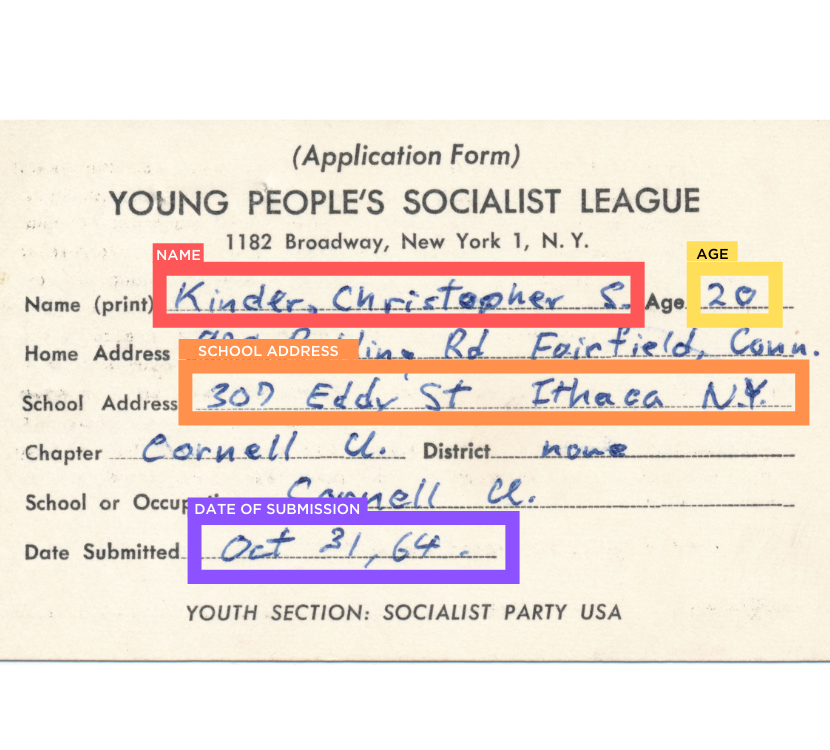 (Application Form)
YOUNG PEOPLE'S SOCIALIST LEAGUE
1182 Broadway, New York 1, N. Y.
NAME
AGE
Name (print) Kinder, Christopher S. Age 20
Home Address Rd Fairfield, Conn.
SCHOOL ADDRESS
School Address 307 Eddy St Ithaca N.Y.
Chapter Cornell U. District none
School or Cornell U.
DATE OF SUBMISSION
Date Submitted Oct 31, 64.
YOUTH SECTION: SOCIALIST PARTY USA